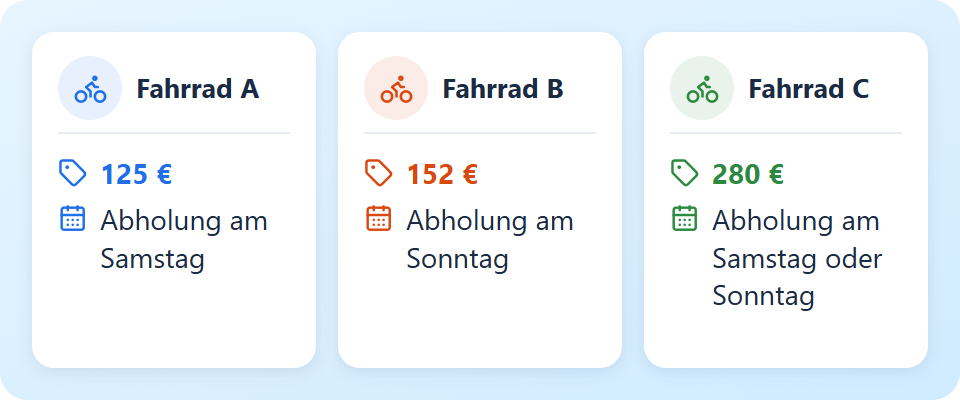 Fahrrad A
125 €
Abholung am
Samstag
Fahrrad B
152 €
Abholung am
Sonntag
Fahrrad C
280 €
Abholung am
Samstag oder
Sonntag